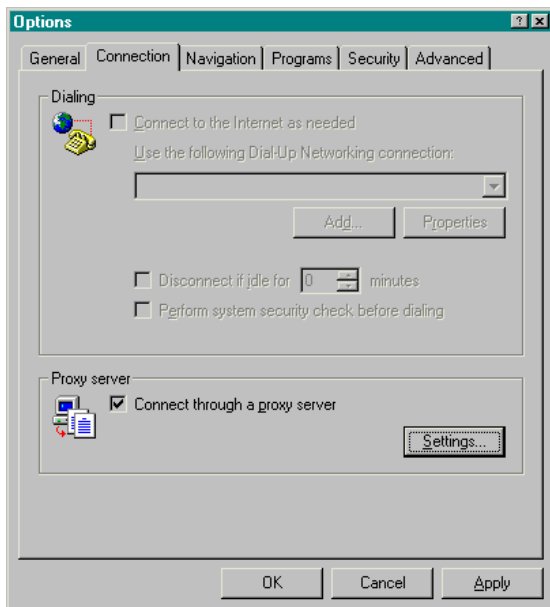 Options
General Connection Navigation Programs Security Advanced
Dialing
Connect to the Internet as needed
Use the following Dial-Up Networking connection:
Add... Properties
Disconnect if idle for 0 minutes
Perform system security check before dialing
Proxy server
Connect through a proxy server
Settings...
OK Cancel Apply